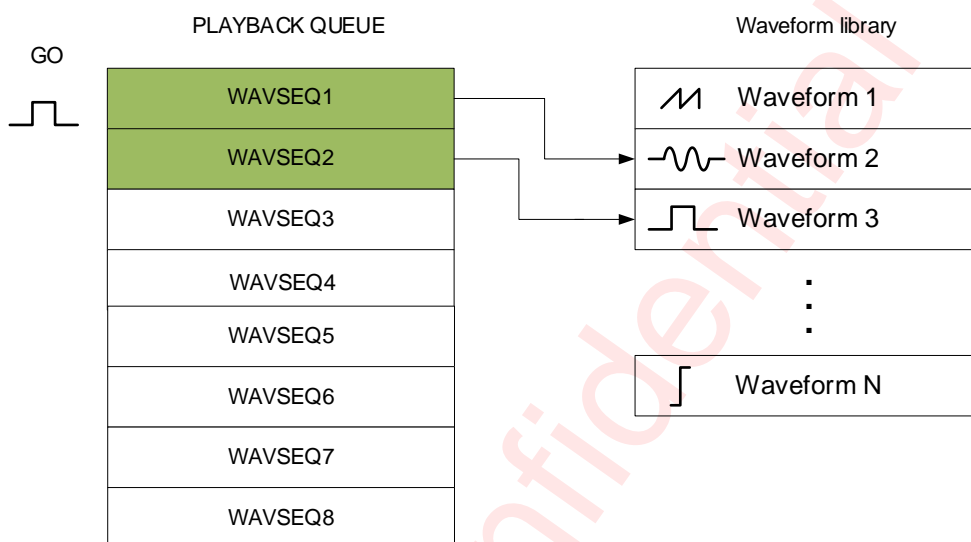 PLAYBACK QUEUE
Waveform library
GO
WAVSEQ1
WAVSEQ2
WAVSEQ3
WAVSEQ4
WAVSEQ5
WAVSEQ6
WAVSEQ7
WAVSEQ8
Waveform 1
Waveform 2
Waveform 3
Waveform N
onfidential